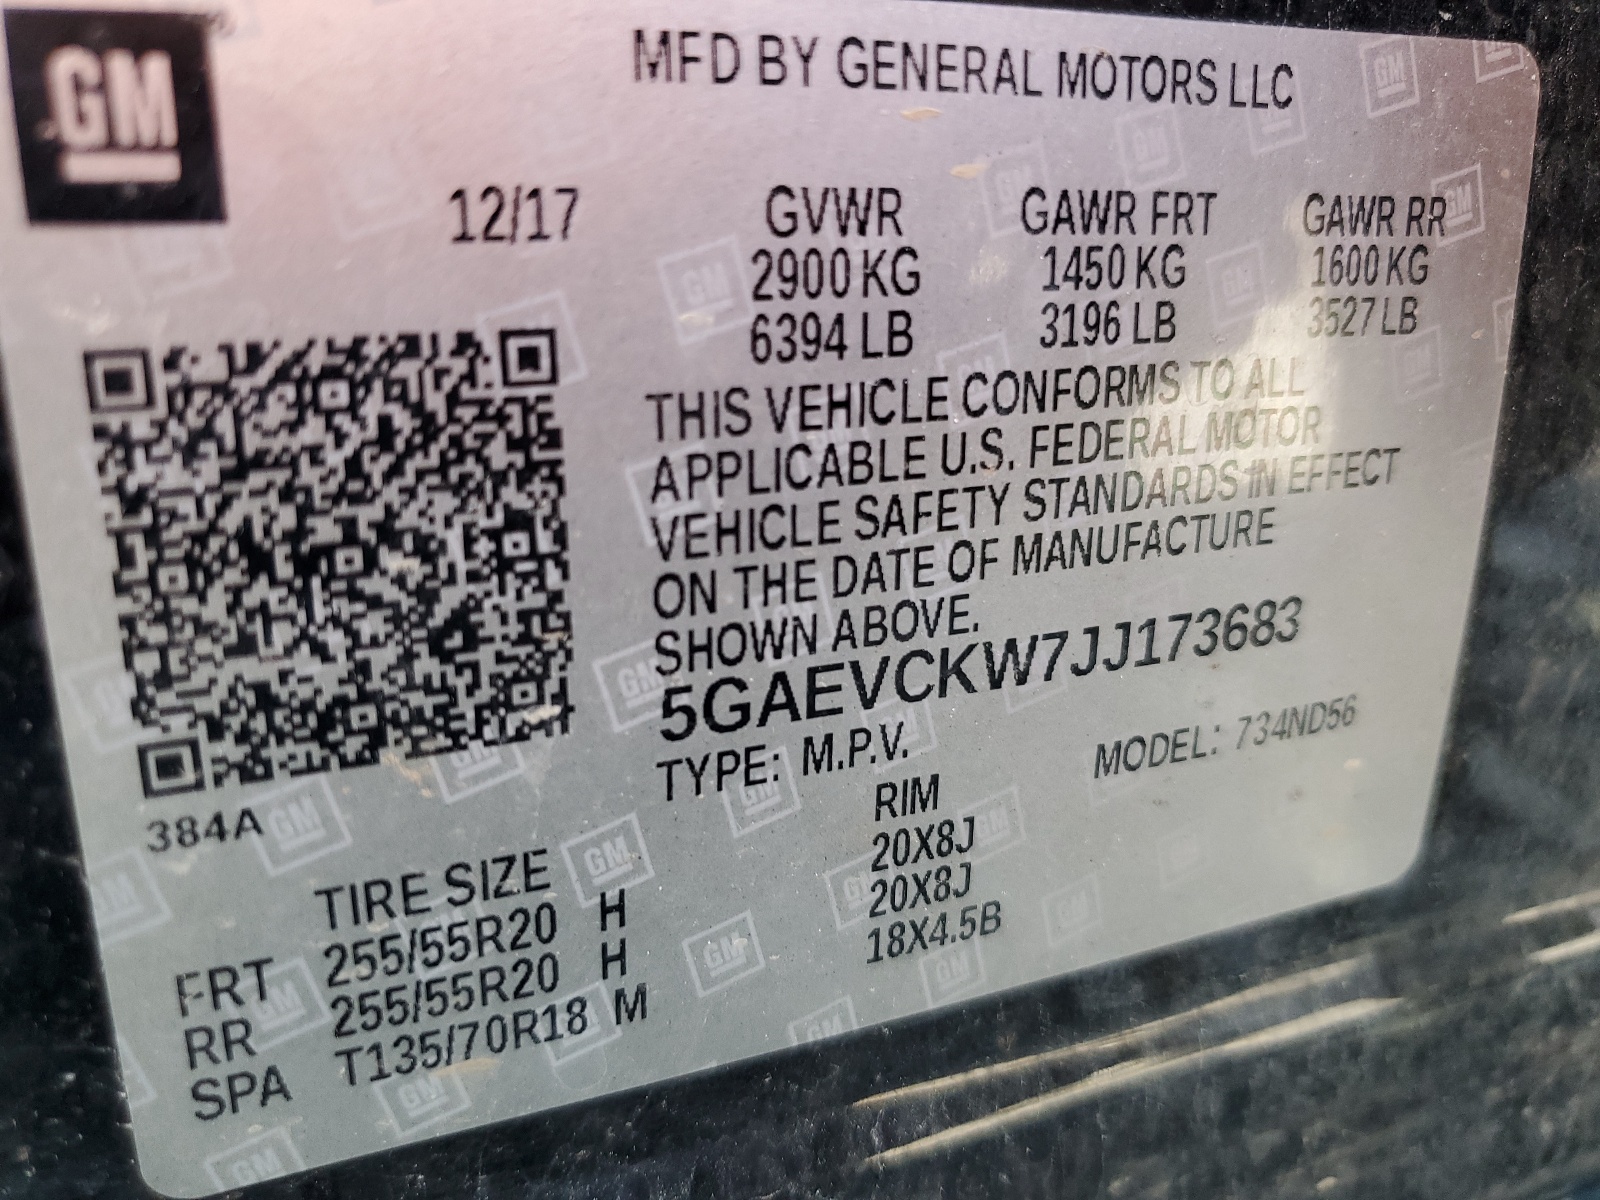 GM
MFD BY GENERAL MOTORS LLC
12/17 GVWR GAWR FRT GAWR RR
2900 KG 1450 KG 1600 KG
6394 LB 3196 LB 3527 LB
THIS VEHICLE CONFORMS TO ALL
APPLICABLE U.S. FEDERAL MOTOR
VEHICLE SAFETY STANDARDS IN EFFECT
ON THE DATE OF MANUFACTURE
SHOWN ABOVE.
5GAEVCKW7JJ173683
TYPE: M.P.V. MODEL: 734ND56
384A
TIRE SIZE RIM
FRT 255/55R20 H 20X8J
RR 255/55R20 H 20X8J
SPA T135/70R18 M 18X4.5B